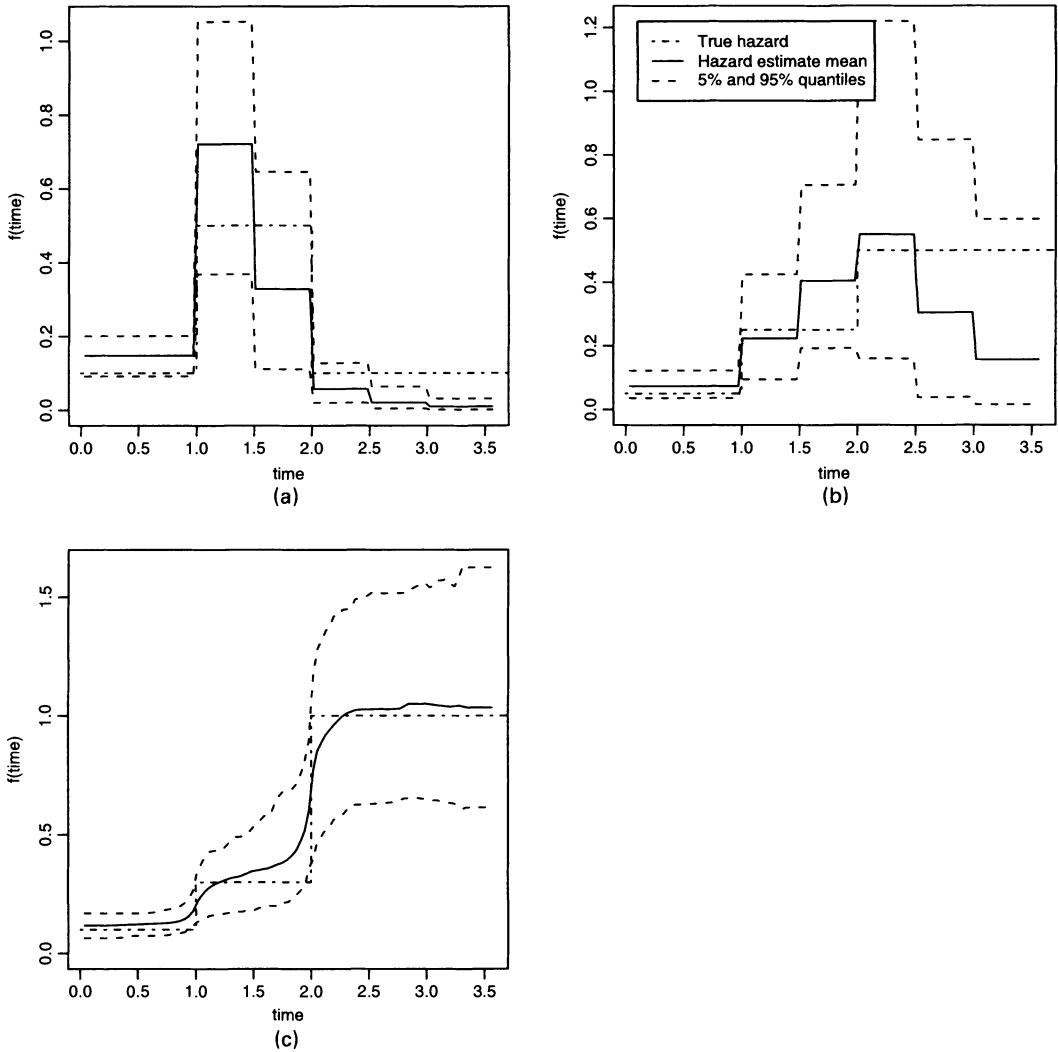 f(time)
0.0 0.2 0.4 0.6 0.8 1.0
0.0 0.5 1.0 1.5 2.0 2.5 3.0 3.5
time
(a)
f(time)
0.0 0.2 0.4 0.6 0.8 1.0 1.2
True hazard
Hazard estimate mean
5% and 95% quantiles
0.0 0.5 1.0 1.5 2.0 2.5 3.0 3.5
time
(b)
f(time)
0.0 0.5 1.0 1.5
0.0 0.5 1.0 1.5 2.0 2.5 3.0 3.5
time
(c)